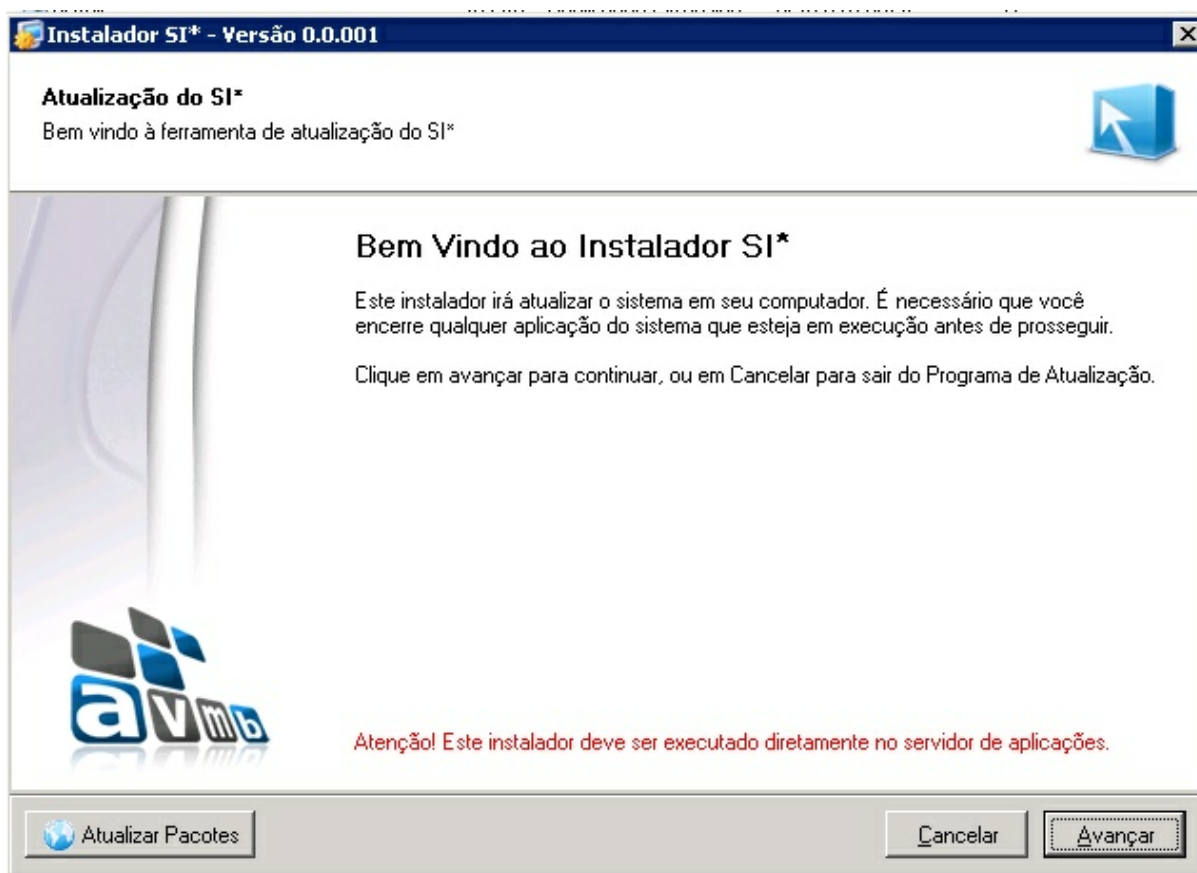 Instalador SI* - Versão 0.0.001
Atualização do SI*
Bem vindo à ferramenta de atualização do SI*
Bem Vindo ao Instalador SI*
Este instalador irá atualizar o sistema em seu computador. É necessário que você
encerre qualquer aplicação do sistema que esteja em execução antes de prosseguir.
Clique em avançar para continuar, ou em Cancelar para sair do Programa de Atualização.
avmb
Atenção! Este instalador deve ser executado diretamente no servidor de aplicações.
Atualizar Pacotes
Cancelar
Avançar